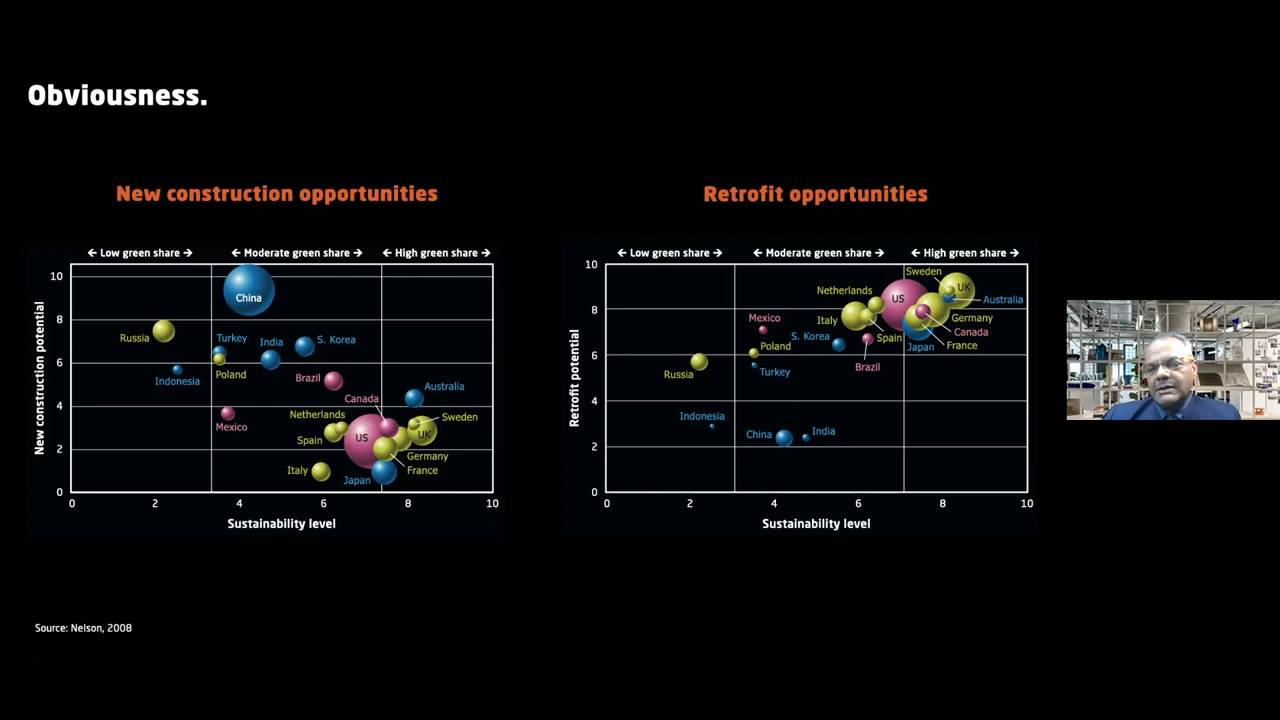 Obviousness.
New construction opportunities
← Low green share →
← Moderate green share →
← High green share →
New construction potential
10
8
6
4
2
0
China
Russia
Turkey
India
S. Korea
Indonesia
Poland
Brazil
Australia
Canada
Mexico
Netherlands
Sweden
Spain
US
UK
Germany
Italy
France
Japan
0 2 4 6 8 10
Sustainability level
Retrofit opportunities
← Low green share →
← Moderate green share →
← High green share →
Retrofit potential
10
8
6
4
2
0
Sweden
Netherlands
US
UK
Australia
Mexico
Italy
Germany
S. Korea
Spain
Canada
Poland
Japan
France
Russia
Turkey
Brazil
Indonesia
China
India
0 2 4 6 8 10
Sustainability level
Source: Nelson, 2008